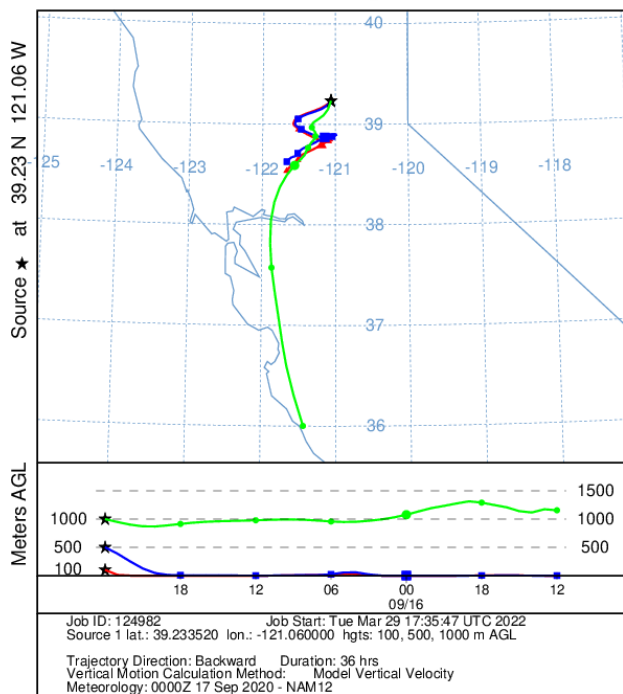 Source ★ at 39.23 N 121.06 W
40
39
-125 -124 -123 -122 -121 -120 -119 -118
38
37
36
Meters AGL
1500
1000 1000
500 500
100
18 12 06 00 18 12
09/16
Job ID: 124982 Job Start: Tue Mar 29 17:35:47 UTC 2022
Source 1 lat.: 39.233520 lon.: -121.060000 hgts: 100, 500, 1000 m AGL
Trajectory Direction: Backward Duration: 36 hrs
Vertical Motion Calculation Method: Model Vertical Velocity
Meteorology: 0000Z 17 Sep 2020 - NAM12